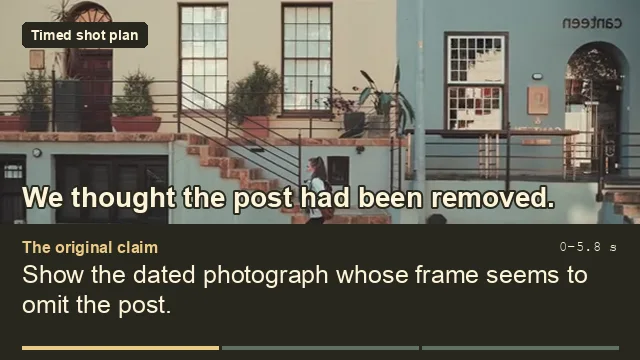 Timed shot plan
canteen
We thought the post had been removed.
The original claim
0–5.8 s
Show the dated photograph whose frame seems to
omit the post.